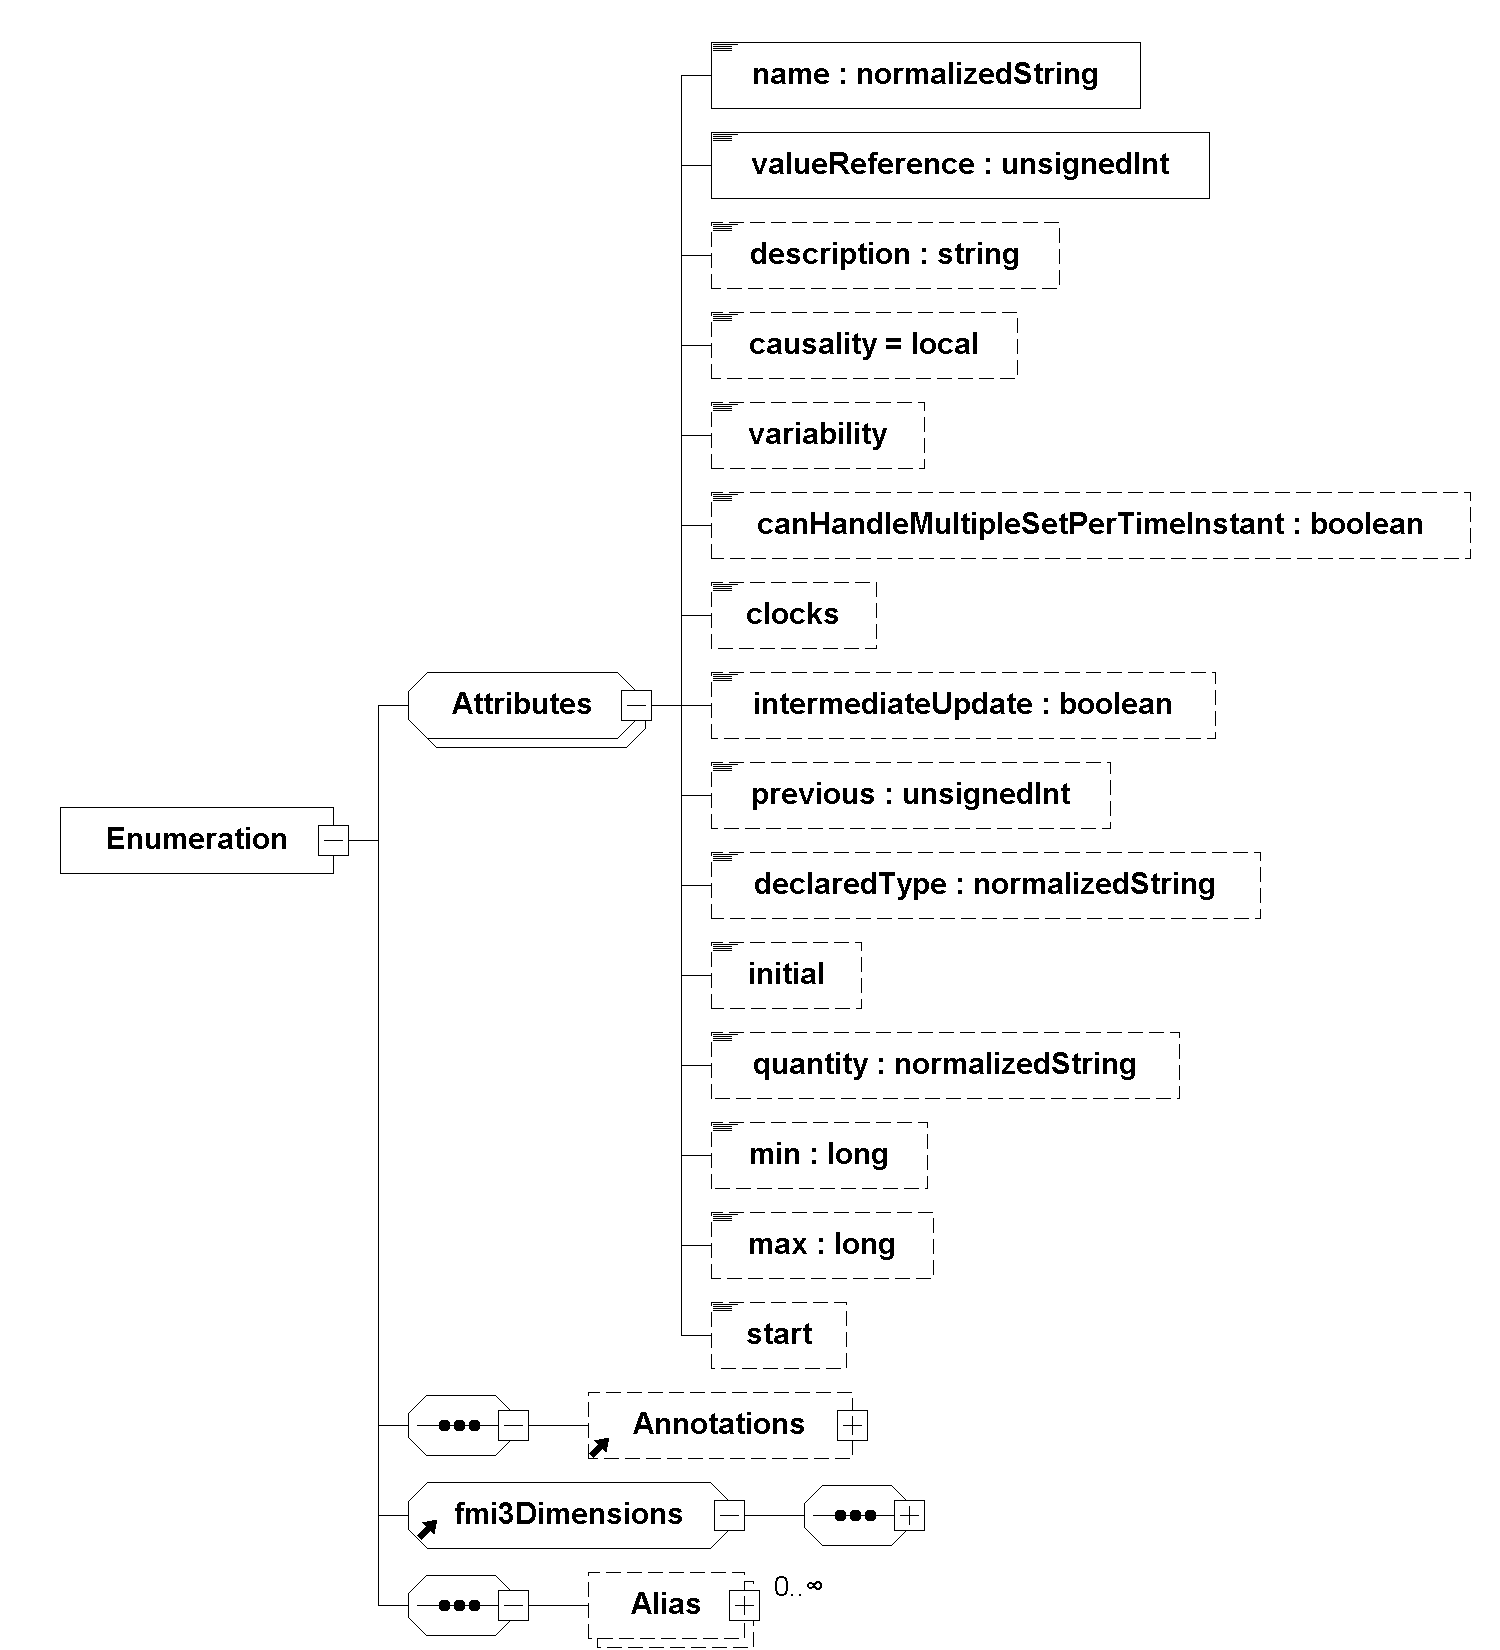 name : normalizedString
valueReference : unsignedInt
description : string
causality = local
variability
canHandleMultipleSetPerTimeInstant : boolean
clocks
Attributes
intermediateUpdate : boolean
previous : unsignedInt
Enumeration
declaredType : normalizedString
initial
quantity : normalizedString
min : long
max : long
start
Annotations
fmi3Dimensions
0..∞
Alias